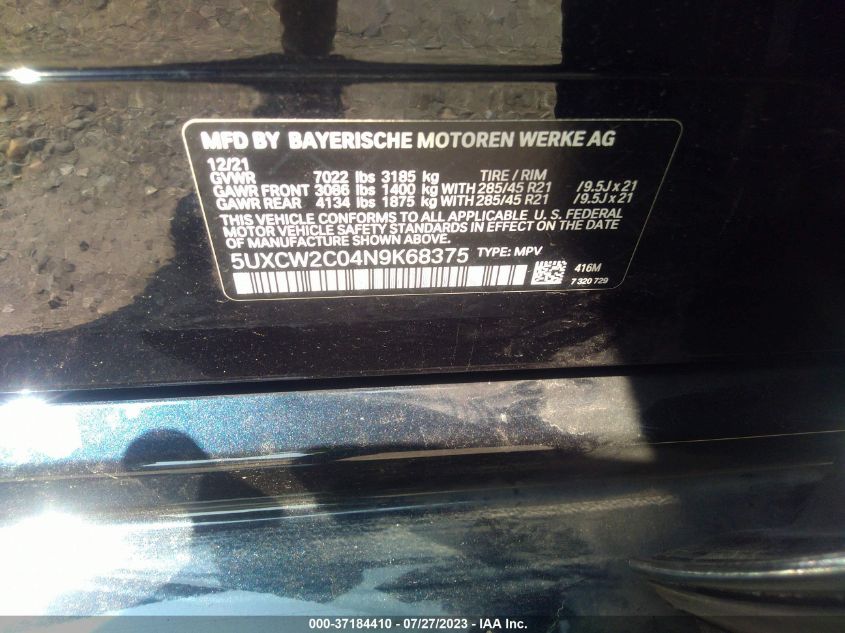 MFD BY BAYERISCHE MOTOREN WERKE AG
12/21
GVWR 7022 lbs 3185 kg TIRE / RIM
GAWR FRONT 3086 lbs 1400 kg WITH 285/45 R21 /9.5J x 21
GAWR REAR 4134 lbs 1875 kg WITH 285/45 R21 /9.5J x 21
THIS VEHICLE CONFORMS TO ALL APPLICABLE U. S. FEDERAL
MOTOR VEHICLE SAFETY STANDARDS IN EFFECT ON THE DATE
OF MANUFACTURE SHOWN ABOVE.
5UXCW2C04N9K68375 TYPE: MPV
416M
7 320 729
000-37184410 / 07/27/2023 - IAA Inc.